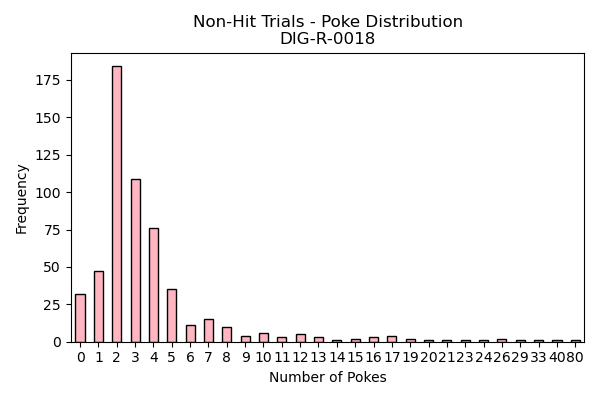 Non-Hit Trials - Poke Distribution
DIG-R-0018
Frequency
175
150
125
100
75
50
25
0
0 1 2 3 4 5 6 7 8 9 10 11 12 13 14 15 16 17 19 20 21 23 24 26 29 33 40 80
Number of Pokes